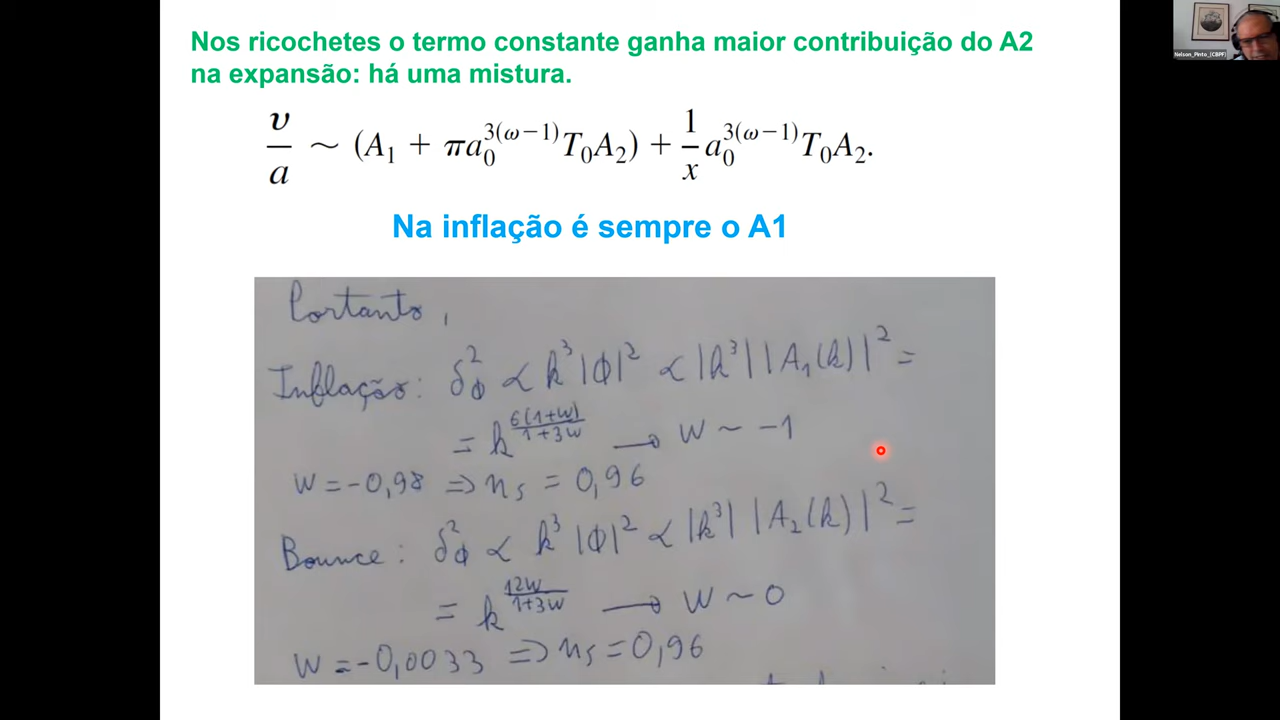 Nos ricochetes o termo constante ganha maior contribuição do A2
na expansão: há uma mistura.
υ/a ~ (A₁ + πa₀^{3(ω−1)}T₀A₂) + 1/x a₀^{3(ω−1)}T₀A₂.
Na inflação é sempre o A1
Portanto,
Inflação: δ²_ϕ ∝ k³|ϕ|² ∝ |k³||A₁(k)|² =
= k^{6(1+w)/(1+3w)} → w ~ −1
w = −0,98 ⇒ n_s = 0,96
Bounce: δ²_ϕ ∝ k³|ϕ|² ∝ |k³||A₂(k)|² =
= k^{12w/(1+3w)} → w ~ 0
w = −0,0033 ⇒ n_s = 0,96
Nelson_Pinto_(CBPF)